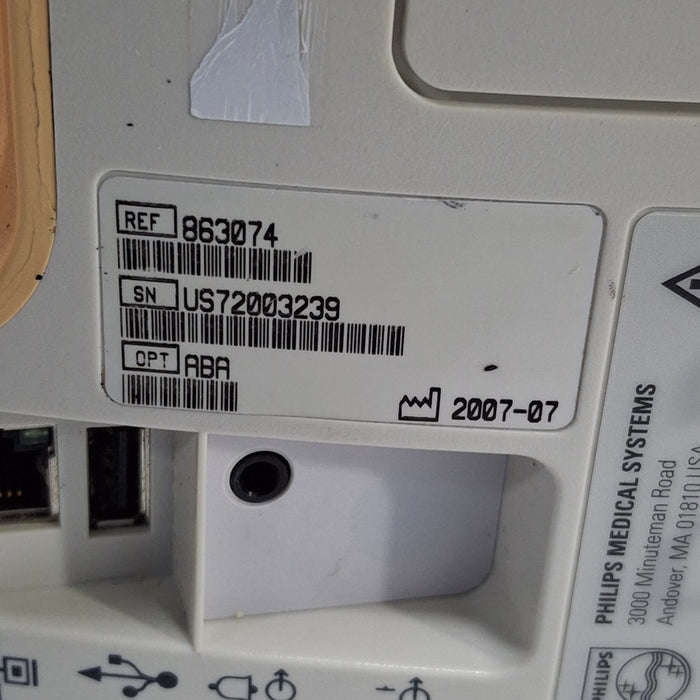 REF 863074
SN US72003239
OPT ABA
2007-07
PHILIPS MEDICAL SYSTEMS
3000 Minuteman Road
Andover, MA 01810 USA
PHILIPS